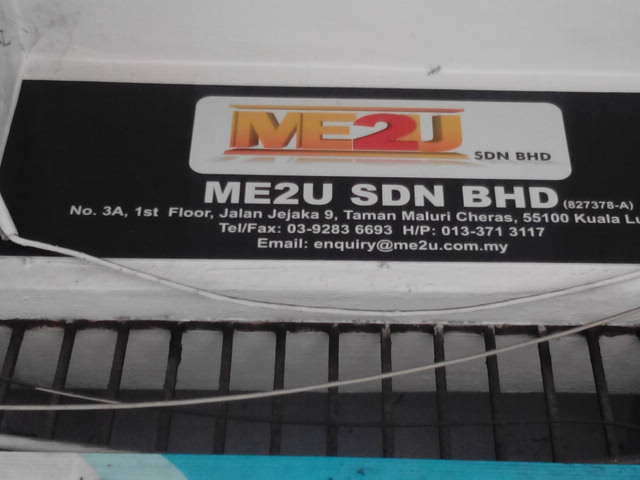 ME2U
SDN BHD
ME2U SDN BHD (827378-A)
No. 3A, 1st Floor, Jalan Jejaka 9, Taman Maluri Cheras, 55100 Kuala Lu
Tel/Fax: 03-9283 6693 H/P: 013-371 3117
Email: enquiry@me2u.com.my